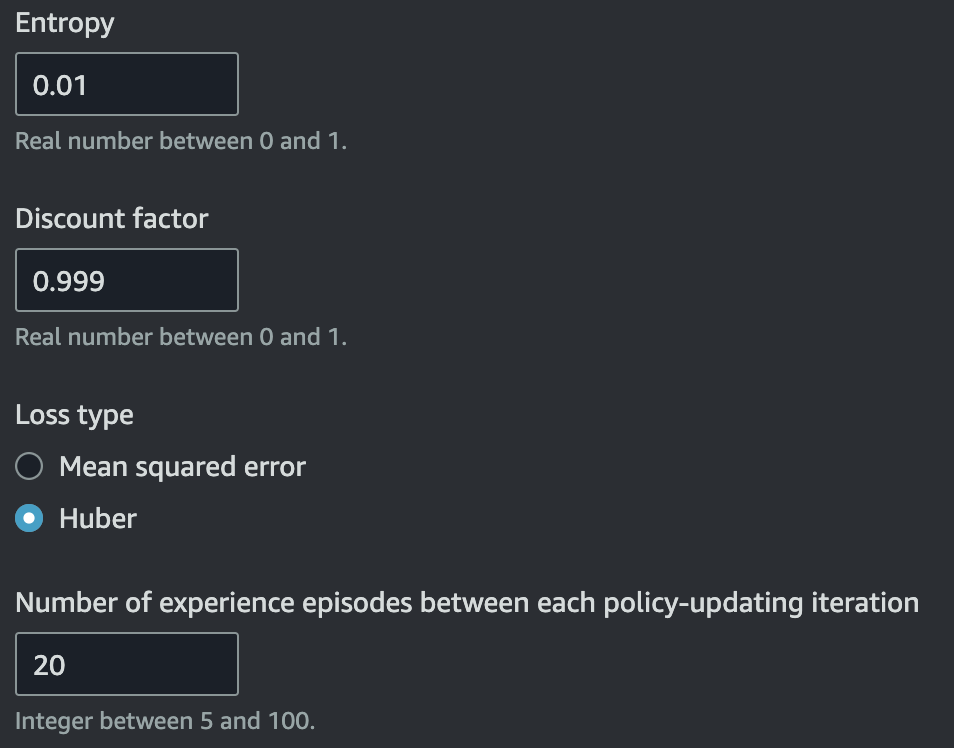 Entropy
0.01
Real number between 0 and 1.
Discount factor
0.999
Real number between 0 and 1.
Loss type
Mean squared error
Huber
Number of experience episodes between each policy-updating iteration
20
Integer between 5 and 100.